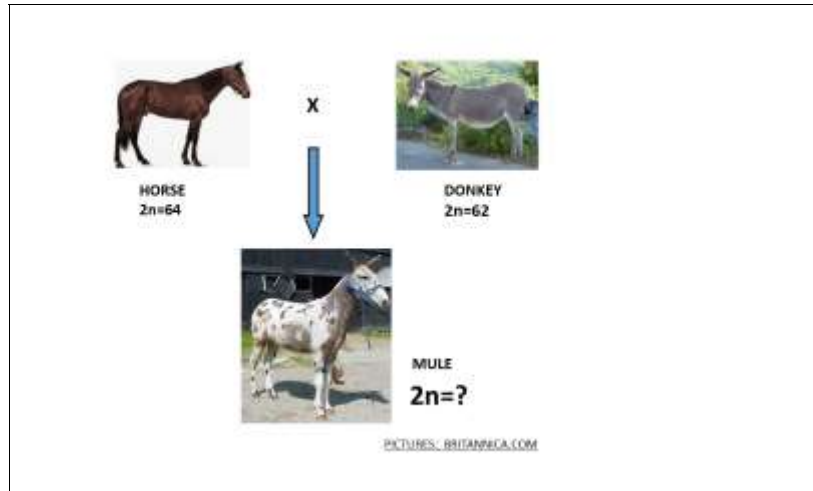 X
HORSE
2n=64
DONKEY
2n=62
MULE
2n=?
PICTURES: BRITANNICA.COM